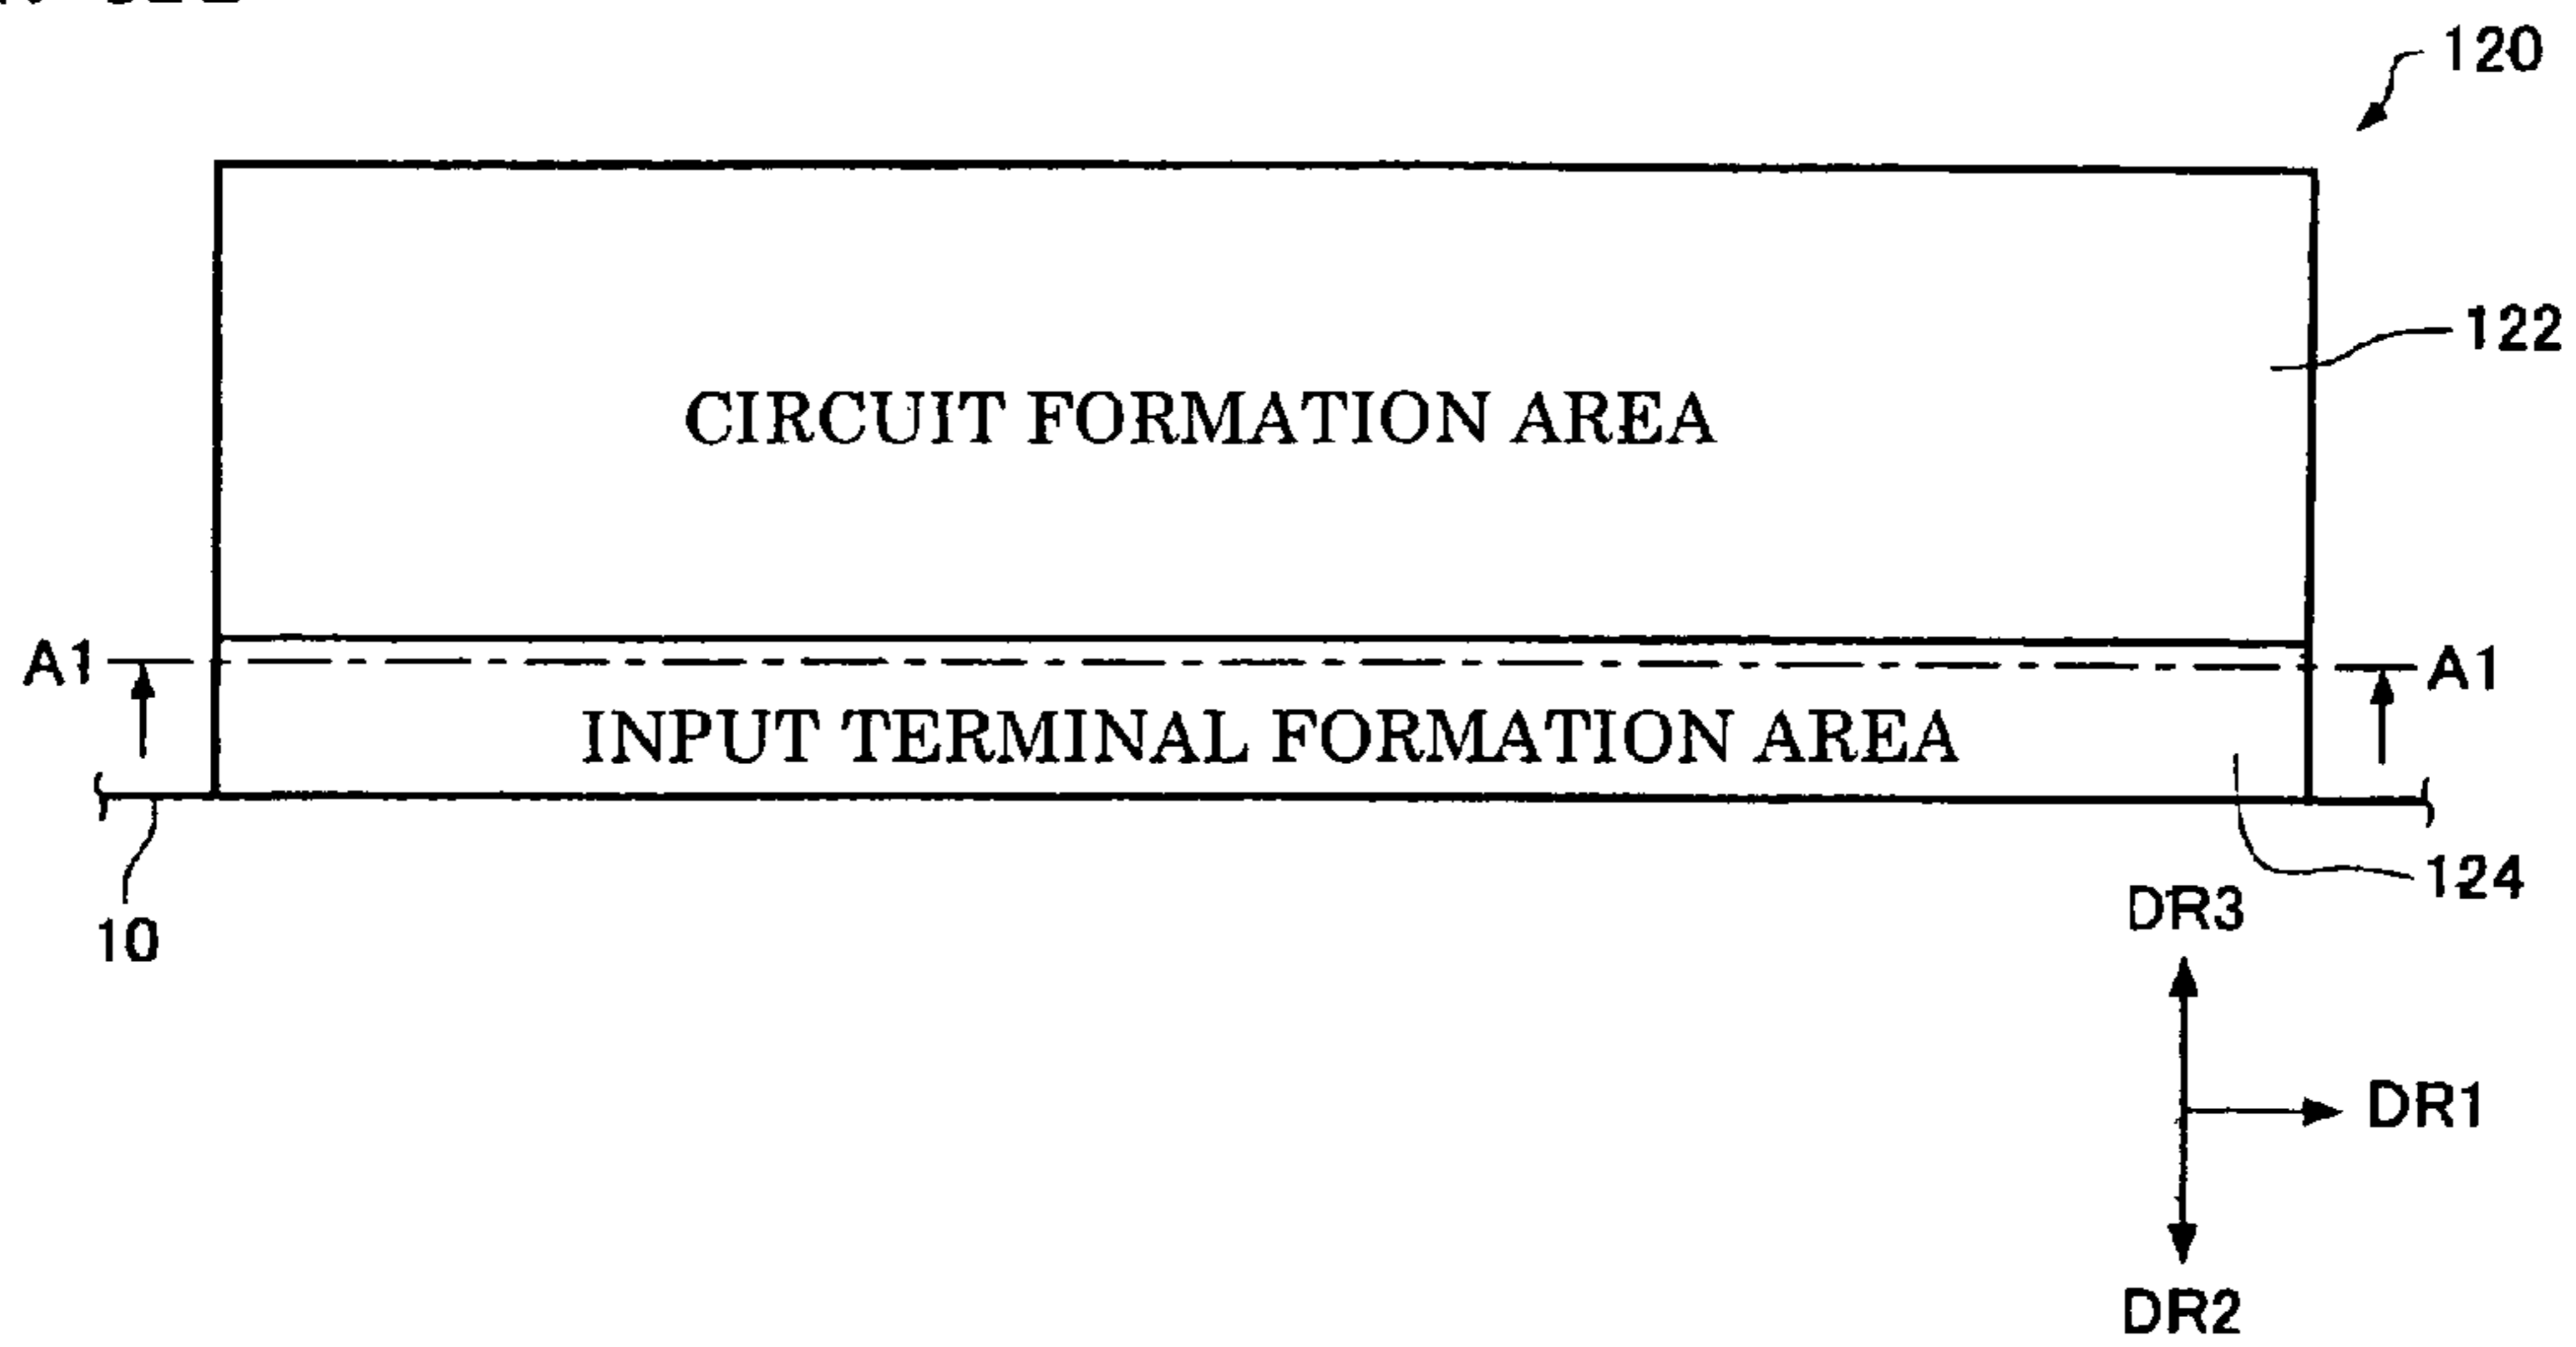 120
122
CIRCUIT FORMATION AREA
A1 A1
INPUT TERMINAL FORMATION AREA
124
10
DR3
DR1
DR2